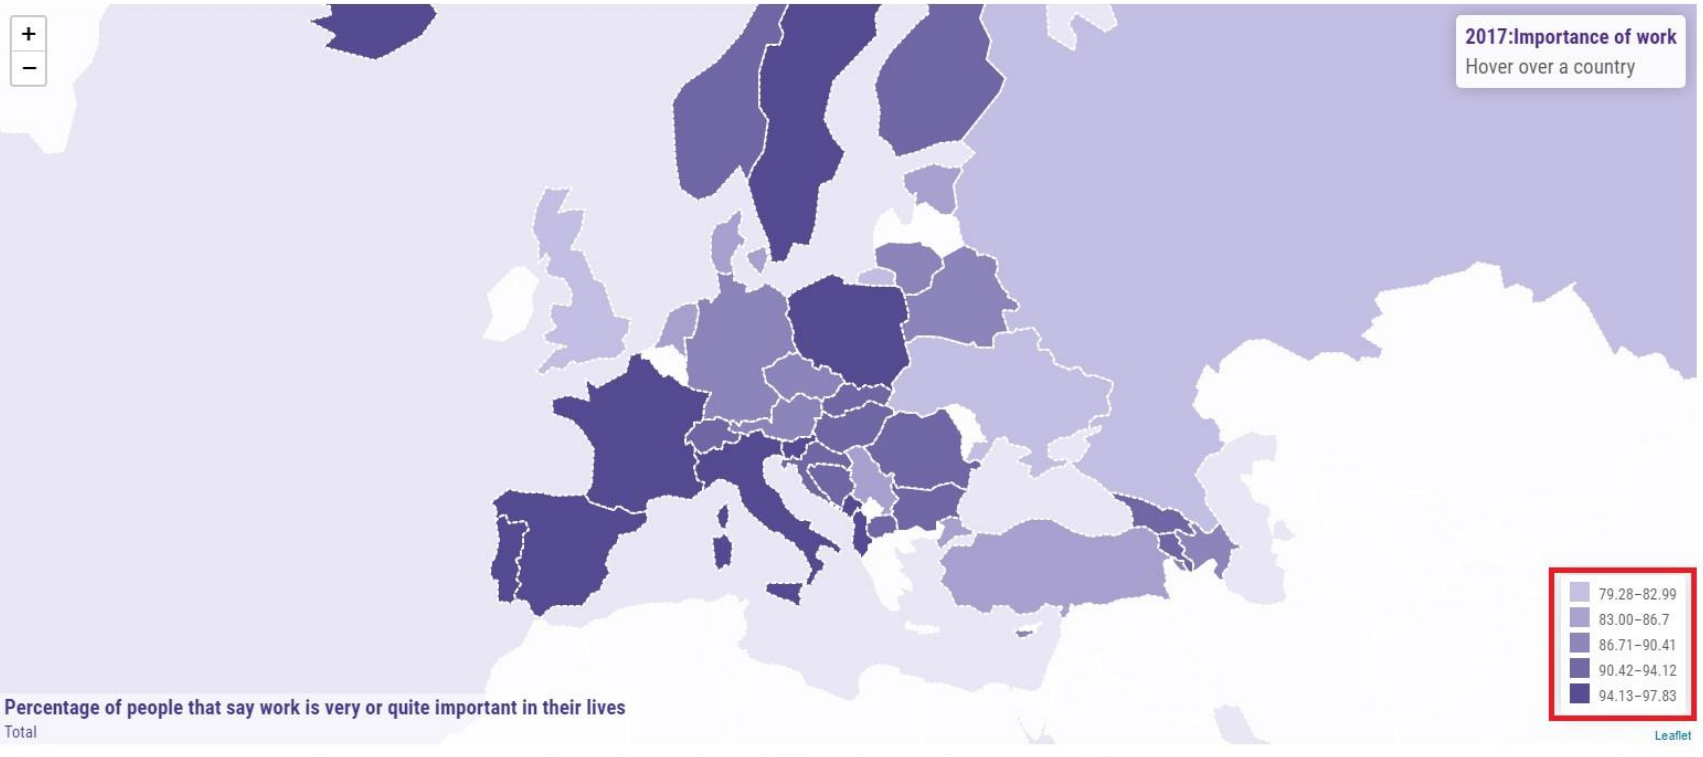 +
−
2017:Importance of work
Hover over a country
79.28–82.99
83.00–86.7
86.71–90.41
90.42–94.12
94.13–97.83
Percentage of people that say work is very or quite important in their lives
Total
Leaflet